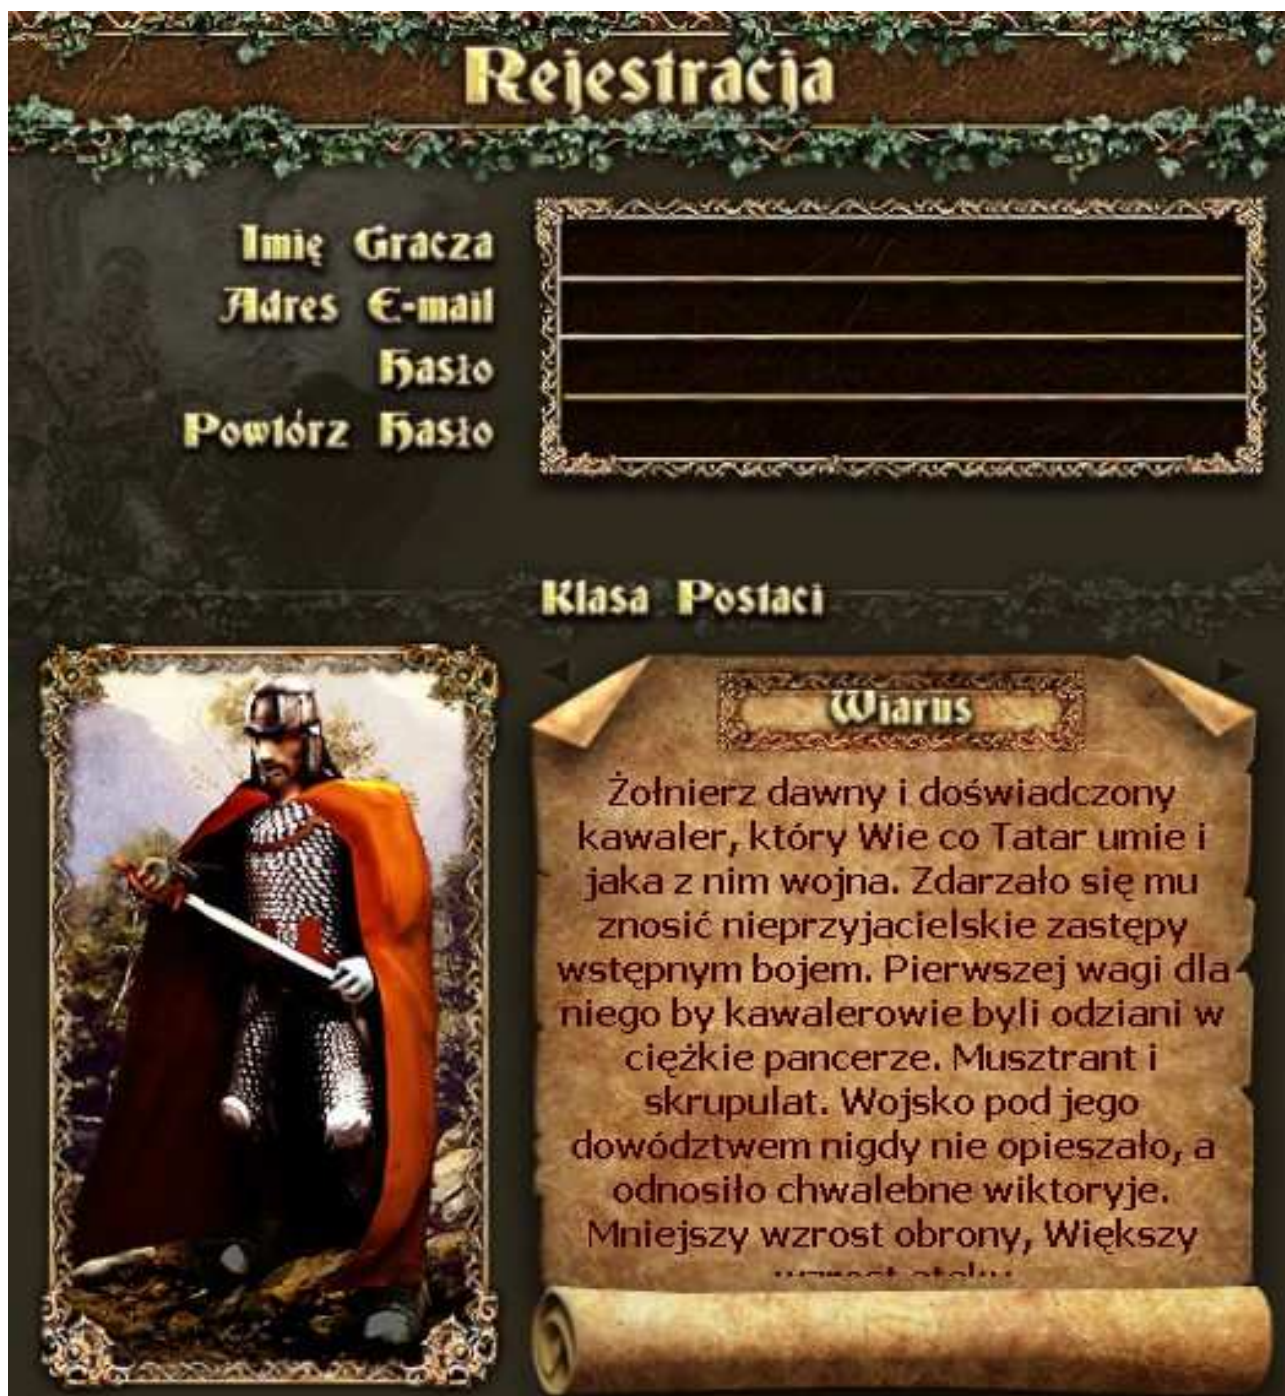 Rejestracja
Imię Gracza
Adres E-mail
Hasło
Powtórz Hasło
Klasa Postaci
Wiarus
Żołnierz dawny i doświadczony
kawaler, który Wie co Tatar umie i
jaka z nim wojna. Zdarzało się mu
znosić nieprzyjacielskie zastępy
wstępnym bojem. Pierwszej wagi dla
niego by kawalerowie byli odziani w
ciężkie pancerze. Musztrant i
skrupulat. Wojsko pod jego
dowództwem nigdy nie opieszało, a
odnosiło chwalebne wiktoryje.
Mniejszy wzrost obrony, Większy
wzrost ataku